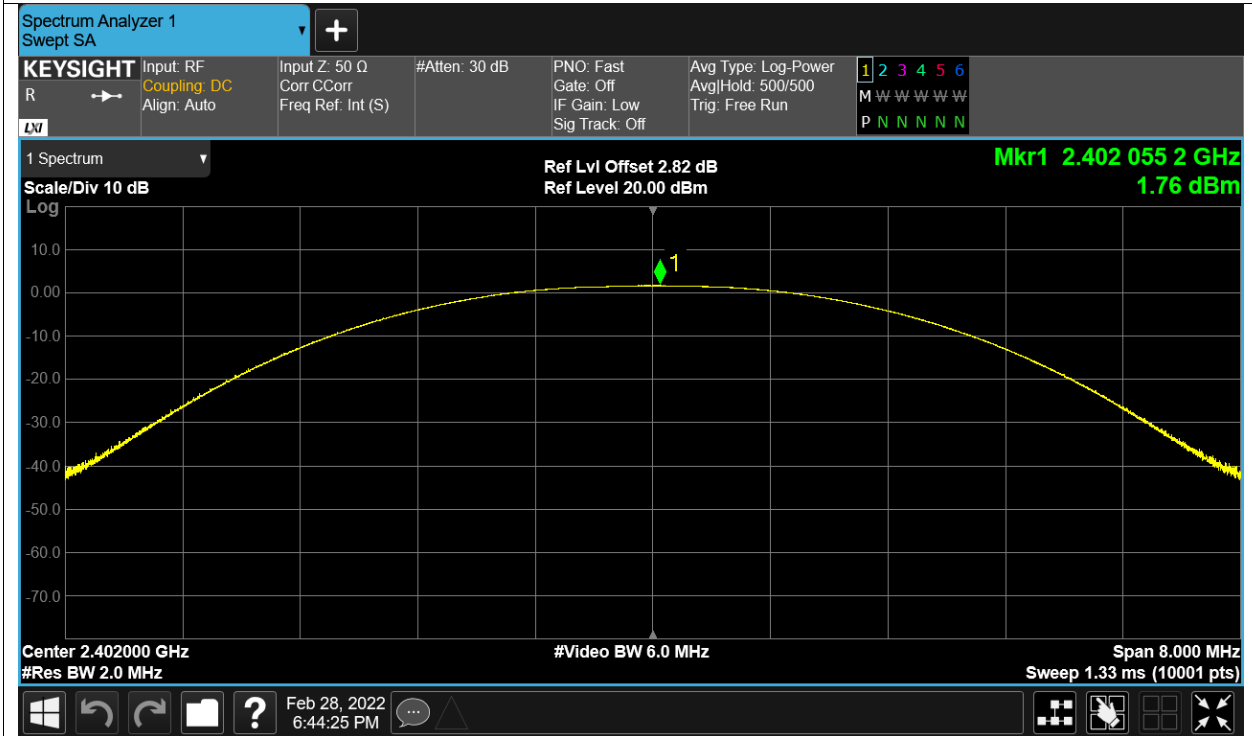 Spectrum Analyzer 1
Swept SA
+
KEYSIGHT
R
LXI
Input: RF
Coupling: DC
Align: Auto
Input Z: 50 Ω
Corr CCorr
Freq Ref: Int (S)
#Atten: 30 dB
PNO: Fast
Gate: Off
IF Gain: Low
Sig Track: Off
Avg Type: Log-Power
Avg|Hold: 500/500
Trig: Free Run
1 2 3 4 5 6
M W W W W W
P N N N N N
1 Spectrum
Scale/Div 10 dB
Log
Ref Lvl Offset 2.82 dB
Ref Level 20.00 dBm
Mkr1 2.402 055 2 GHz
1.76 dBm
10.0
0.00
-10.0
-20.0
-30.0
-40.0
-50.0
-60.0
-70.0
1
Center 2.402000 GHz
#Res BW 2.0 MHz
#Video BW 6.0 MHz
Span 8.000 MHz
Sweep 1.33 ms (10001 pts)
?
Feb 28, 2022
6:44:25 PM